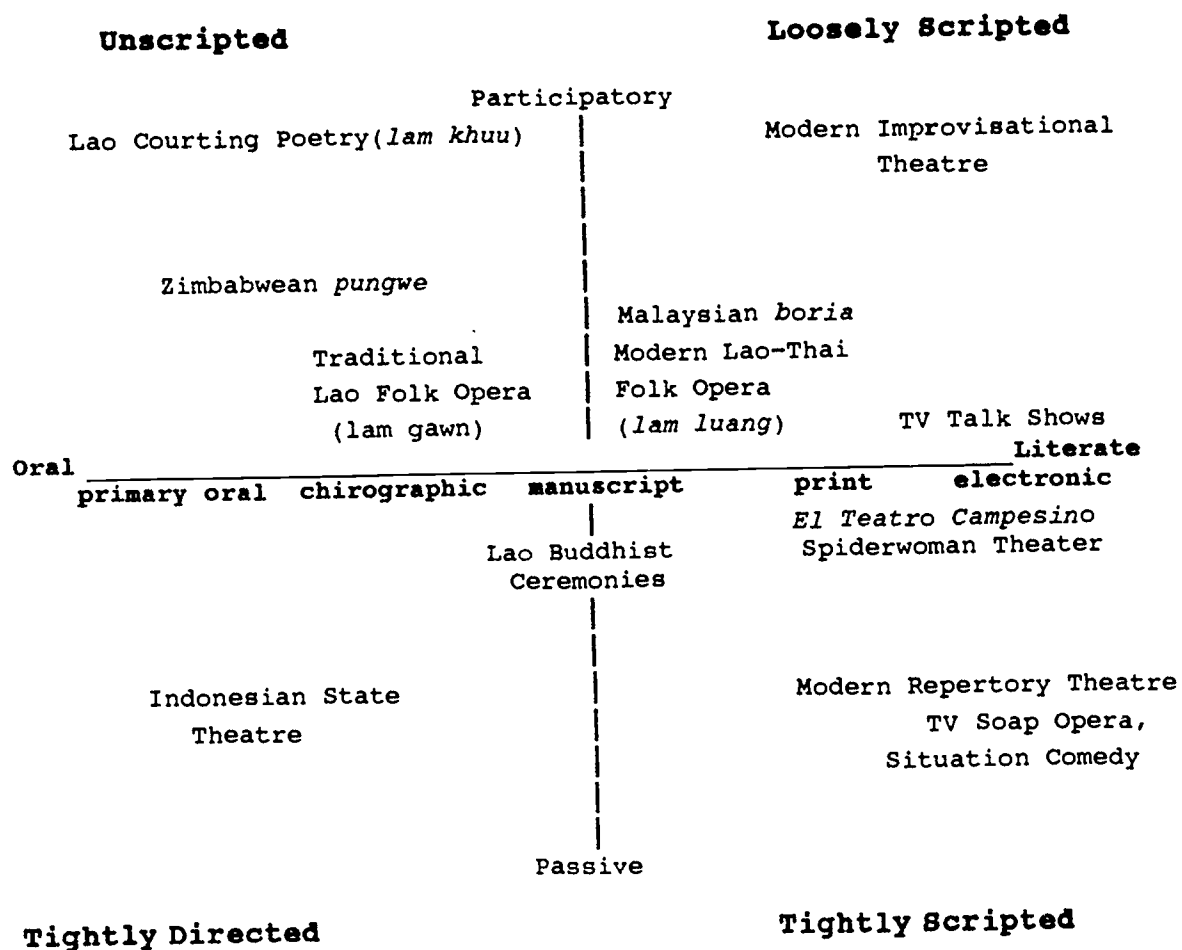 Unscripted
Loosely Scripted
Participatory
Lao Courting Poetry(lam khuu)
Modern Improvisational
Theatre
Zimbabwean pungwe
Malaysian boria
Traditional
Modern Lao-Thai
Lao Folk Opera
Folk Opera
(lam gawn)
(lam luang)
TV Talk Shows
Oral
Literate
primary oral chirographic manuscript print electronic
El Teatro Campesino
Lao Buddhist
Spiderwoman Theater
Ceremonies
Indonesian State
Theatre
Modern Repertory Theatre
TV Soap Opera,
Situation Comedy
Passive
Tightly Directed
Tightly Scripted